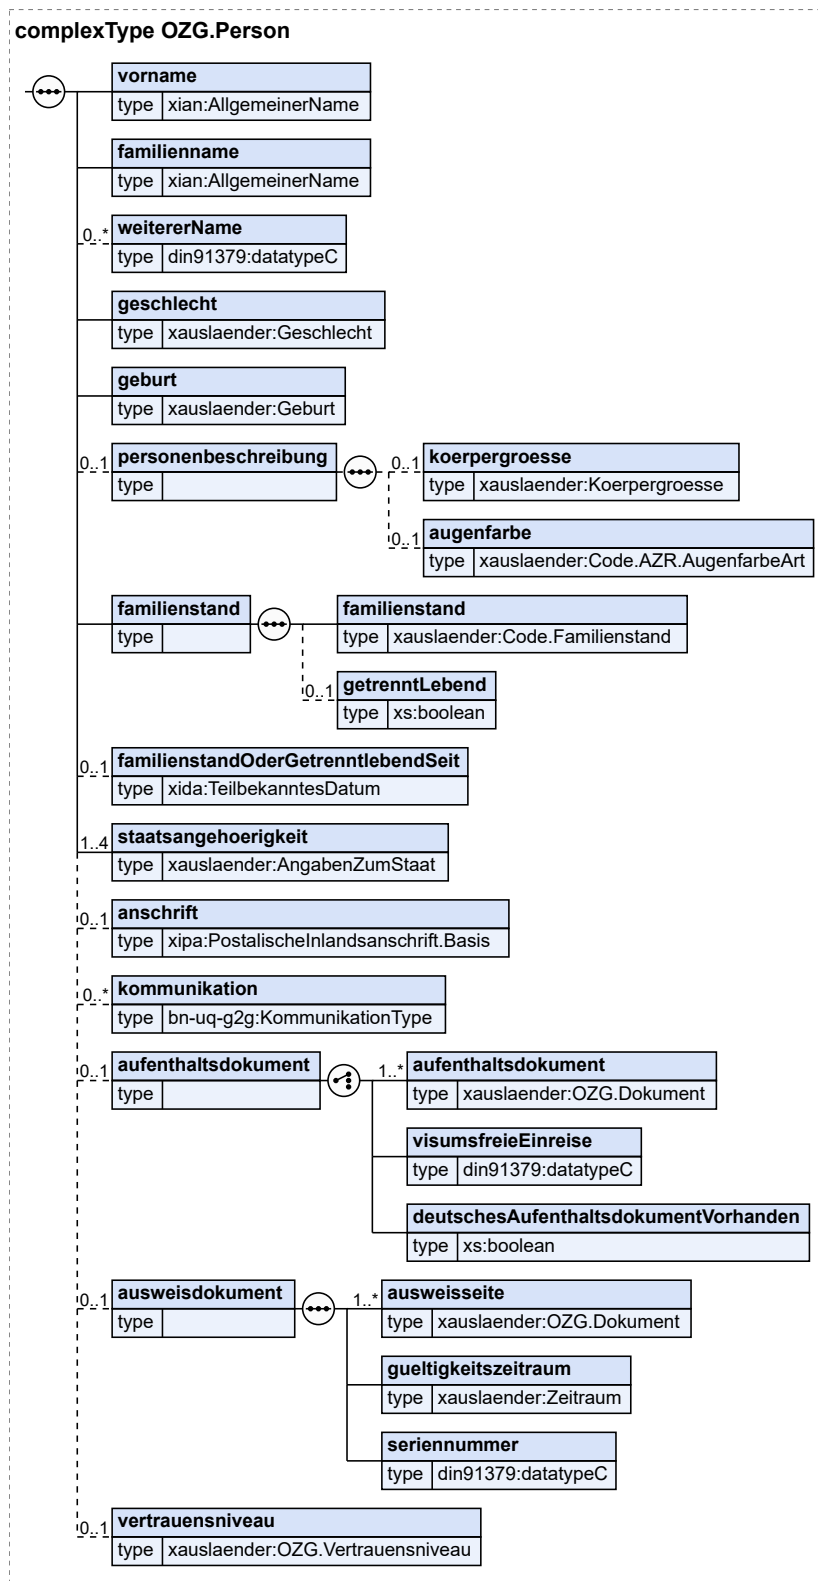 complexType OZG.Person
vorname
type xian:AllgemeinerName
familienname
type xian:AllgemeinerName
0..* weitererName
type din91379:datatypeC
geschlecht
type xauslaender:Geschlecht
geburt
type xauslaender:Geburt
0..1 personenbeschreibung
type
0..1 koerpergroesse
type xauslaender:Koerpergroesse
0..1 augenfarbe
type xauslaender:Code.AZR.AugenfarbeArt
familienstand
type
familienstand
type xauslaender:Code.Familienstand
0..1 getrenntLebend
type xs:boolean
0..1 familienstandOderGetrenntlebendSeit
type xida:TeilbekanntesDatum
1..4 staatsangehoerigkeit
type xauslaender:AngabenZumStaat
0..1 anschrift
type xipa:PostalischeInlandsanschrift.Basis
0..* kommunikation
type bn-uq-g2g:KommunikationType
0..1 aufenthaltsdokument
type
1..* aufenthaltsdokument
type xauslaender:OZG.Dokument
visumsfreieEinreise
type din91379:datatypeC
deutschesAufenthaltsdokumentVorhanden
type xs:boolean
0..1 ausweisdokument
type
1..* ausweisseite
type xauslaender:OZG.Dokument
gueltigkeitszeitraum
type xauslaender:Zeitraum
seriennummer
type din91379:datatypeC
0..1 vertrauensniveau
type xauslaender:OZG.Vertrauensniveau